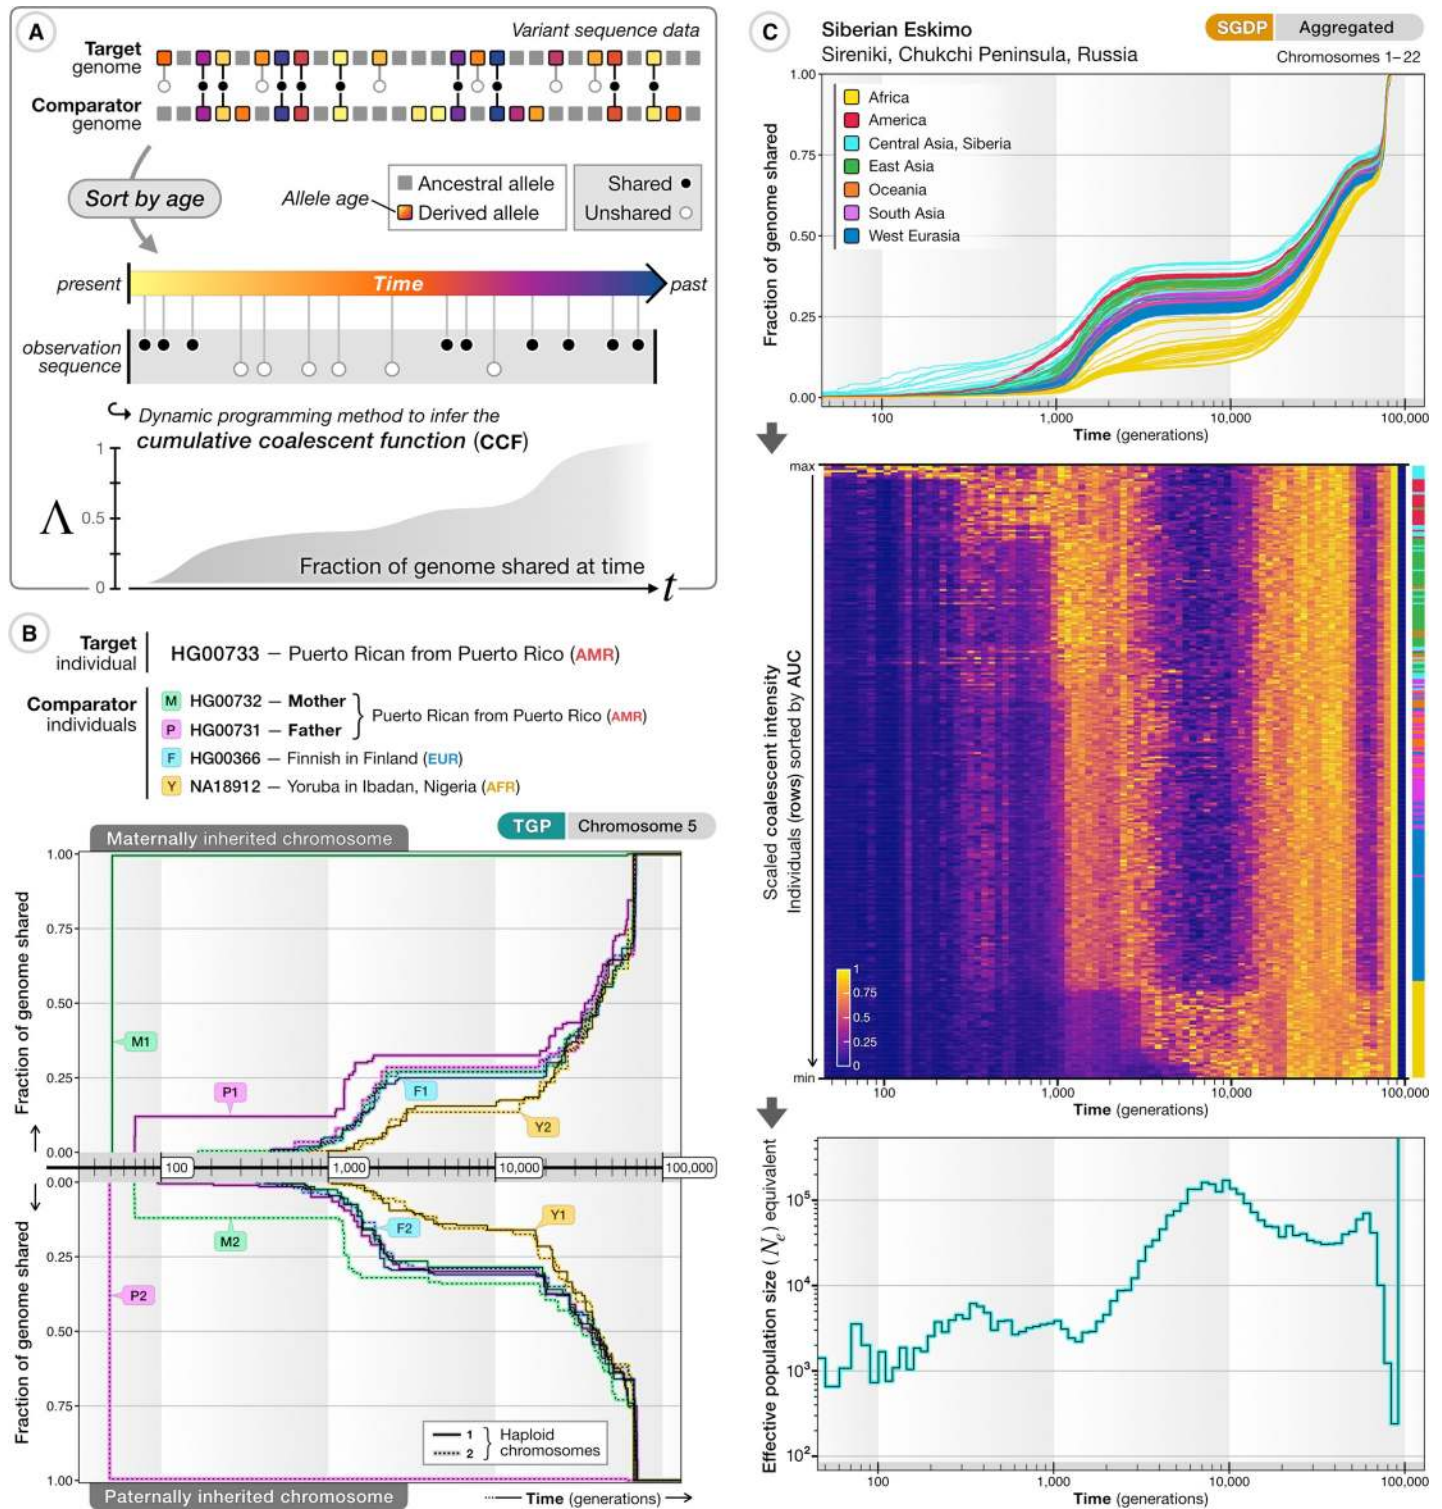 A
Variant sequence data
Target
genome
Comparator
genome
Sort by age
Allele age
Ancestral allele
Derived allele
Shared
Unshared
present
Time
past
observation
sequence
Dynamic programming method to infer the
cumulative coalescent function (CCF)
1
0.5
0
Λ
Fraction of genome shared at time
t
B
Target
individual
HG00733 — Puerto Rican from Puerto Rico (AMR)
Comparator
individuals
M HG00732 — Mother
P HG00731 — Father
Puerto Rican from Puerto Rico (AMR)
F HG00366 — Finnish in Finland (EUR)
Y NA18912 — Yoruba in Ibadan, Nigeria (AFR)
TGP Chromosome 5
Maternally inherited chromosome
Fraction of genome shared
1.00
0.75
0.50
0.25
0.00
M1
P1
F1
Y2
100
1,000
10,000
100,000
Fraction of genome shared
0.00
0.25
0.50
0.75
1.00
M2
P2
F2
Y1
1
2
Haploid
chromosomes
Paternally inherited chromosome
Time (generations)
C
Siberian Eskimo
Sireniki, Chukchi Peninsula, Russia
SGDP Aggregated
Chromosomes 1–22
Fraction of genome shared
1.00
0.75
0.50
0.25
0.00
Africa
America
Central Asia, Siberia
East Asia
Oceania
South Asia
West Eurasia
100
1,000
10,000
100,000
Time (generations)
Scaled coalescent intensity
Individuals (rows) sorted by AUC
max
min
1
0.75
0.5
0.25
0
100
1,000
10,000
100,000
Time (generations)
Effective population size (Ne) equivalent
10⁵
10⁴
10³
10²
100
1,000
10,000
100,000
Time (generations)